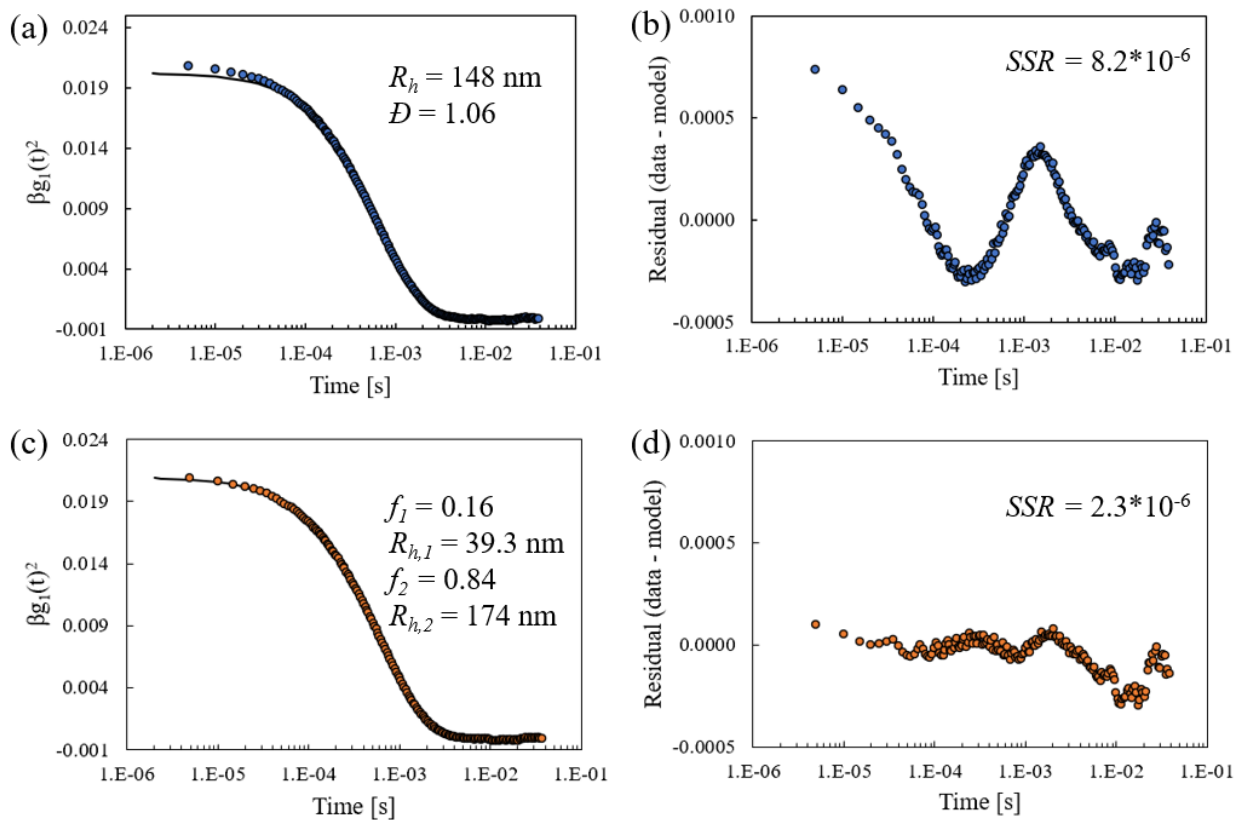 (a)
0.024
0.019
0.014
0.009
0.004
-0.001
βg₁(t)²
R_h = 148 nm
Đ = 1.06
1.E-06 1.E-05 1.E-04 1.E-03 1.E-02 1.E-01
Time [s]
(b)
0.0010
0.0005
0.0000
-0.0005
Residual (data - model)
SSR = 8.2*10⁻⁶
1.E-06 1.E-05 1.E-04 1.E-03 1.E-02 1.E-01
Time [s]
(c)
0.024
0.019
0.014
0.009
0.004
-0.001
βg₁(t)²
f₁ = 0.16
R_h,1 = 39.3 nm
f₂ = 0.84
R_h,2 = 174 nm
1.E-06 1.E-05 1.E-04 1.E-03 1.E-02 1.E-01
Time [s]
(d)
0.0010
0.0005
0.0000
-0.0005
Residual (data - model)
SSR = 2.3*10⁻⁶
1.E-06 1.E-05 1.E-04 1.E-03 1.E-02 1.E-01
Time [s]